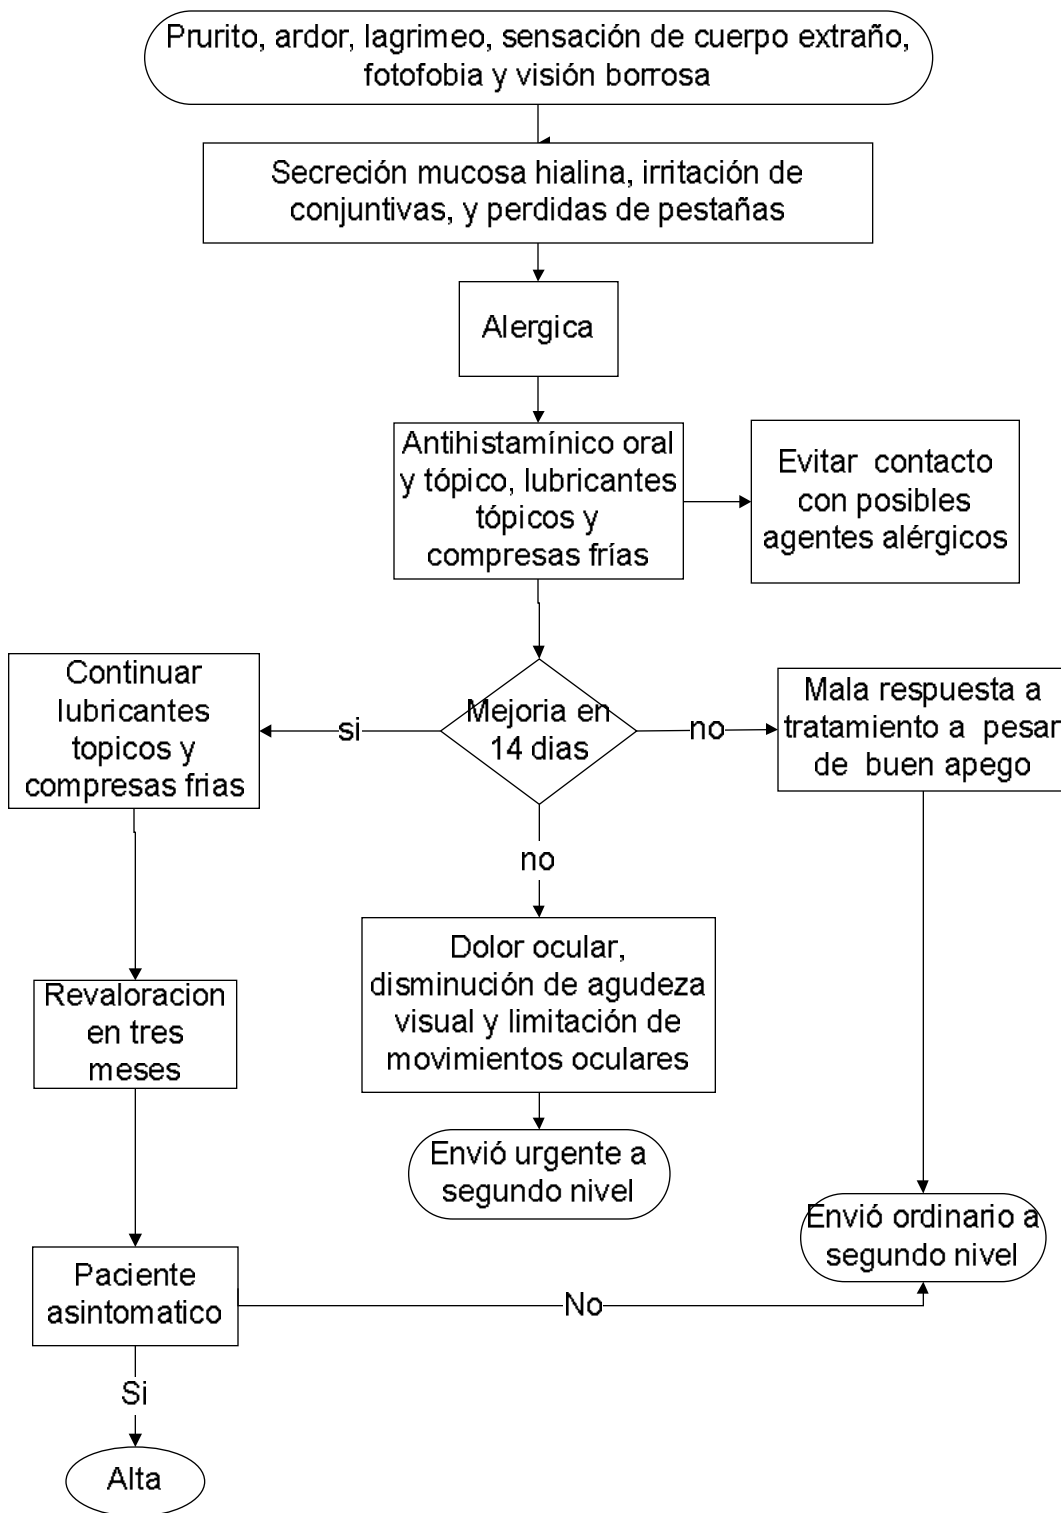 Prurito, ardor, lagrimeo, sensación de cuerpo extraño,
fotofobia y visión borrosa
Secreción mucosa hialina, irritación de
conjuntivas, y perdidas de pestañas
Alergica
Antihistamínico oral
y tópico, lubricantes
tópicos y
compresas frías
Evitar contacto
con posibles
agentes alérgicos
Mejoria en
14 dias
si
no
no
Continuar
lubricantes
topicos y
compresas frias
Mala respuesta a
tratamiento a pesar
de buen apego
Dolor ocular,
disminución de agudeza
visual y limitación de
movimientos oculares
Revaloracion
en tres
meses
Envió urgente a
segundo nivel
Envió ordinario a
segundo nivel
Paciente
asintomatico
No
Si
Alta